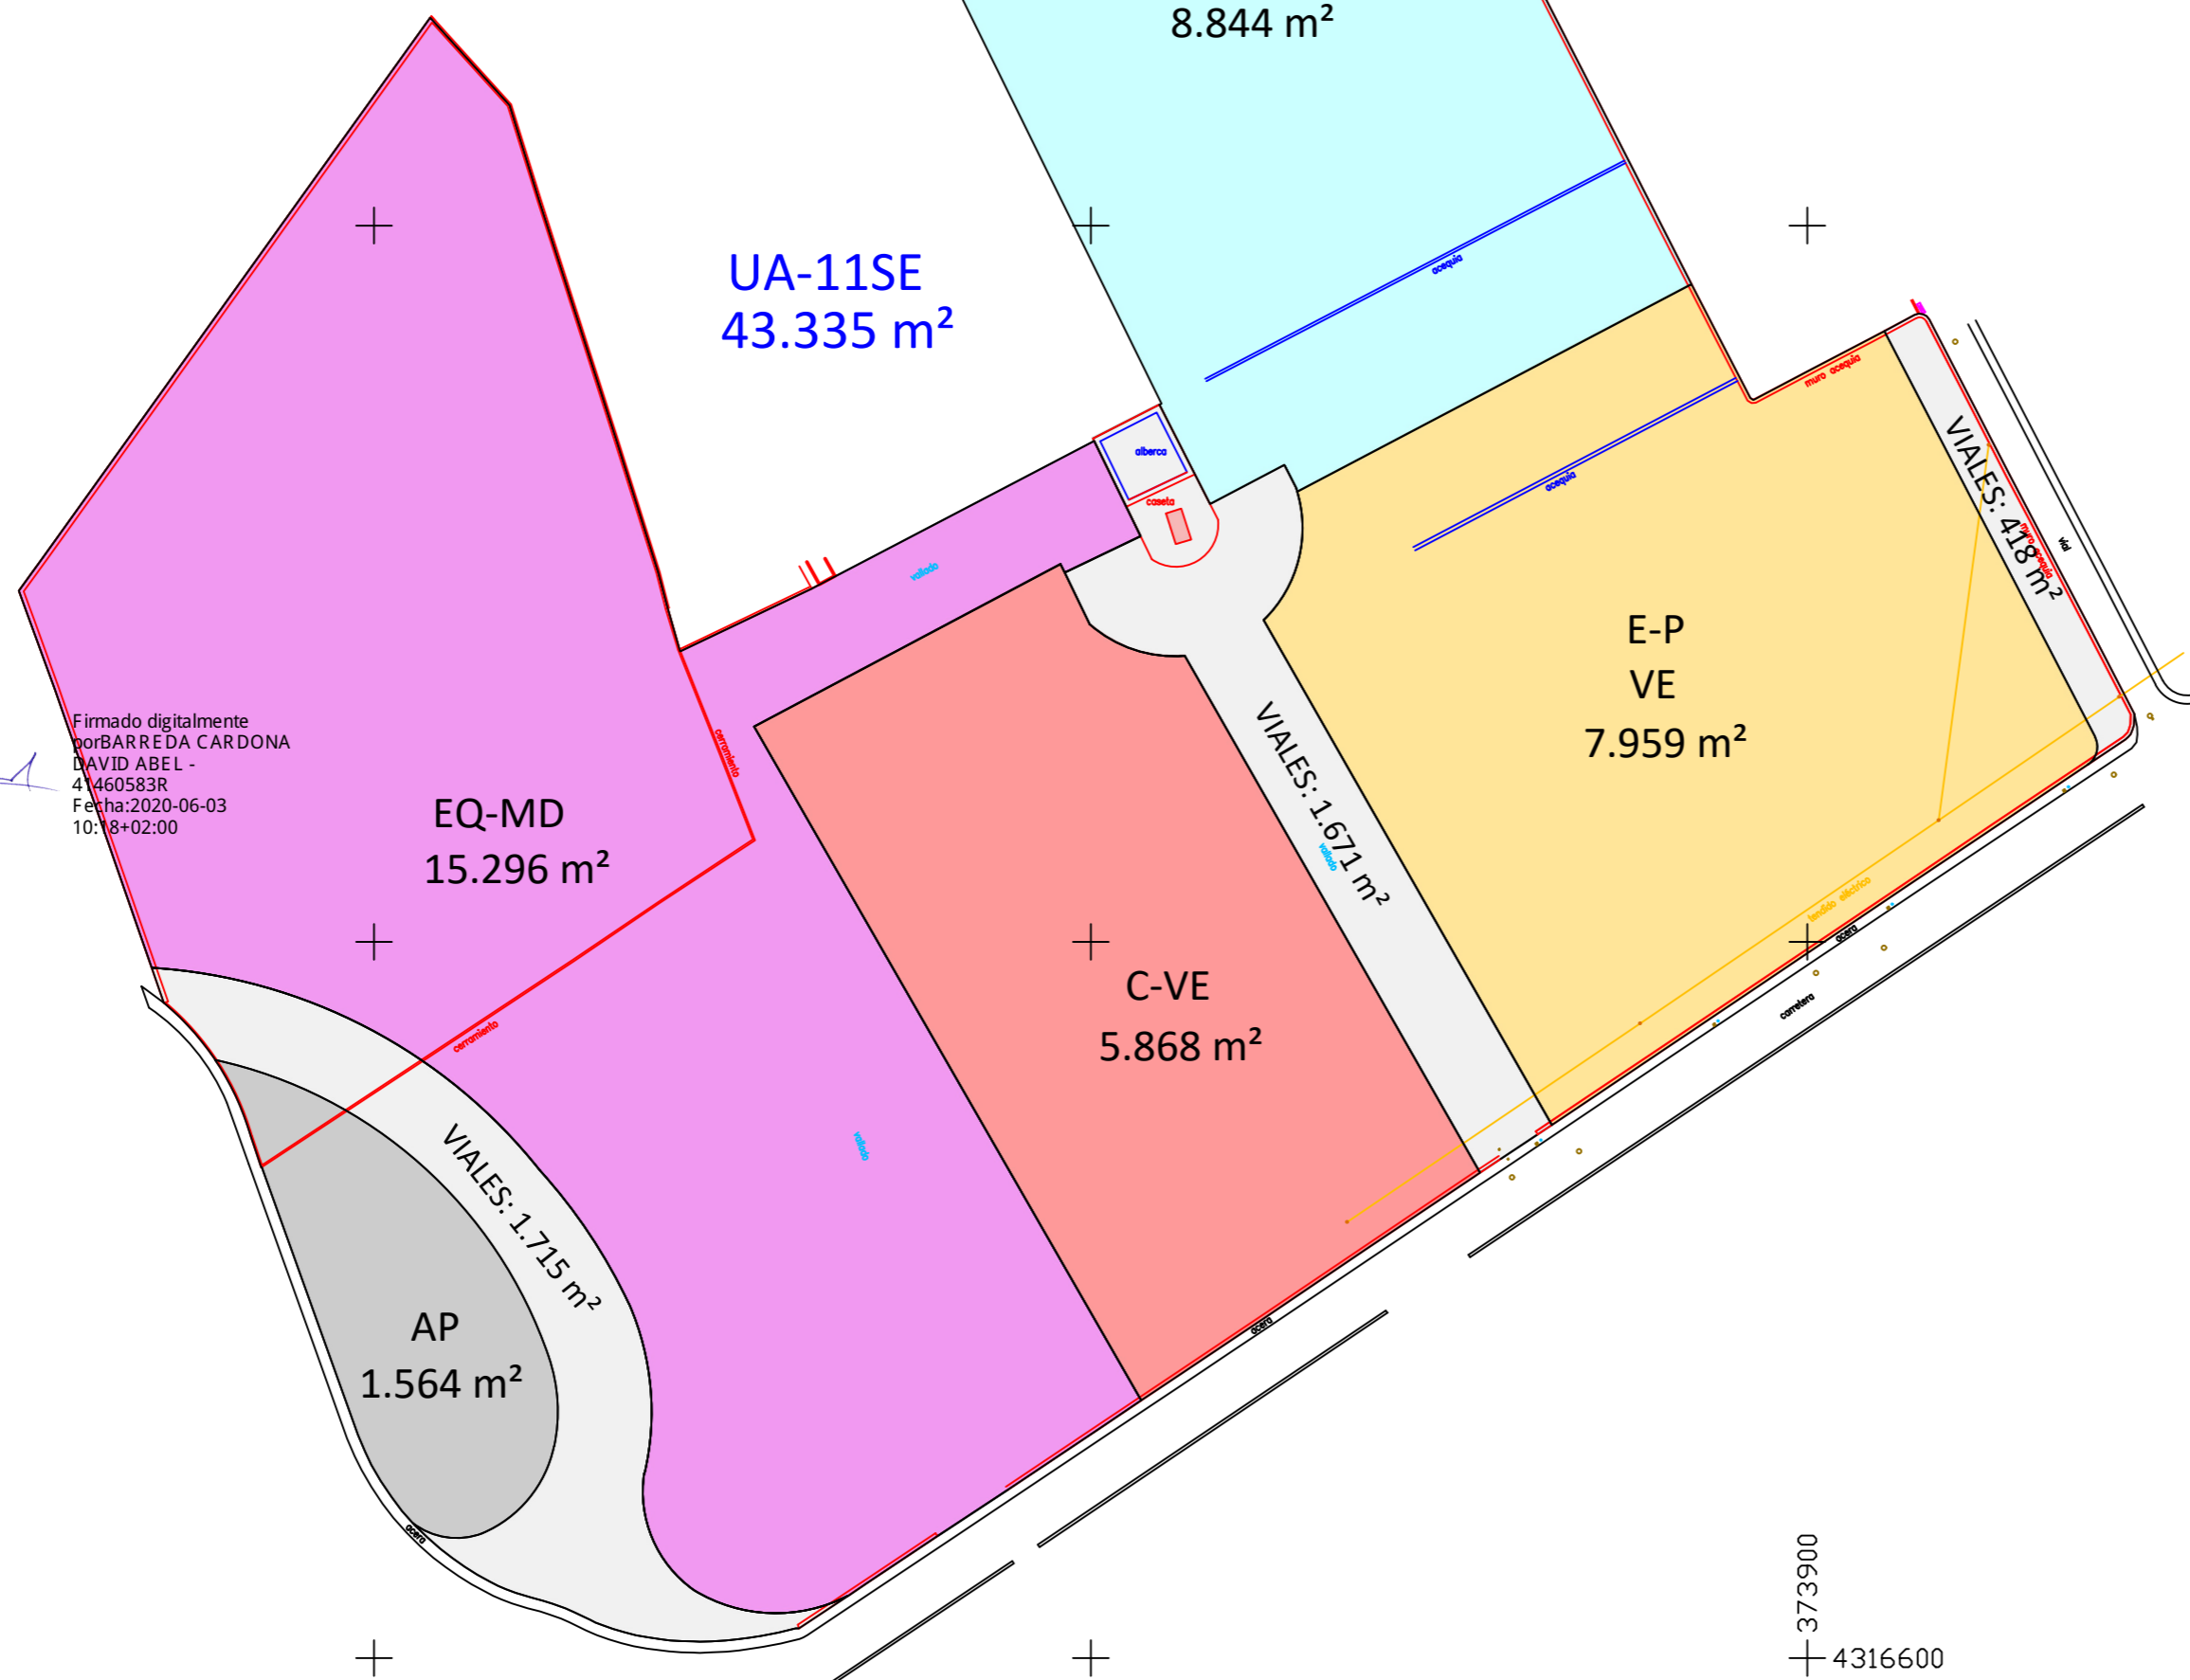 8.844 m²
UA-11SE
43.335 m²
acequia
muro acequia
alberca
caseta
acequia
vallado
VIALES: 418 m²
muro acequia
vial
E-P
VE
7.959 m²
Firmado digitalmente
porBARREDA CARDONA
DAVID ABEL -
41460583R
Fecha:2020-06-03
10:18+02:00
cerramiento
EQ-MD
15.296 m²
VIALES: 1.671 m²
vallado
tendido eléctrico
acera
carretera
C-VE
5.868 m²
cerramiento
vallado
VIALES: 1.715 m²
AP
1.564 m²
acera
acera
373900
4316600